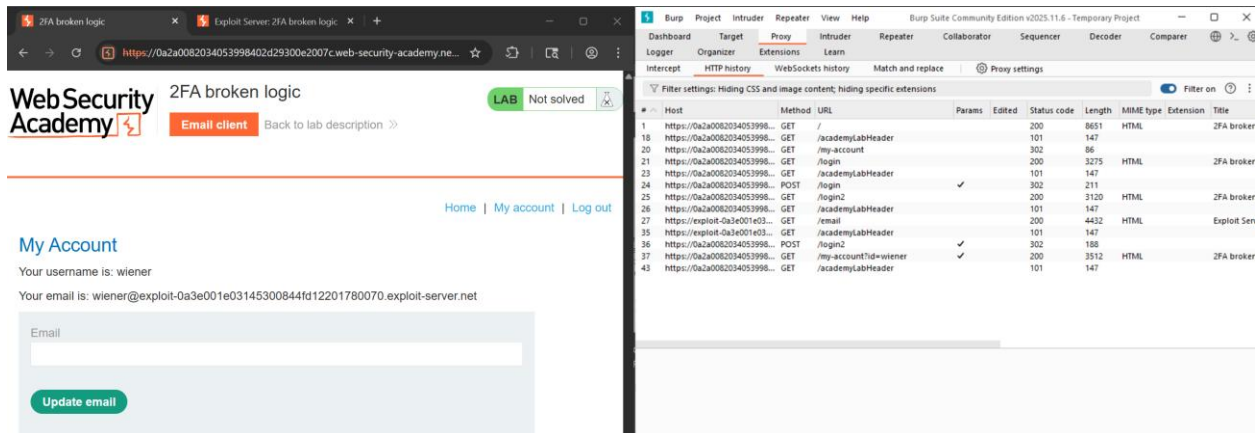 2FA broken logic
Exploit Server: 2FA broken logic
https://0a2a0082034053998402d29300e2007c.web-security-academy.ne...
Web Security
Academy
2FA broken logic
Email client
Back to lab description
LAB Not solved
Home | My account | Log out
My Account
Your username is: wiener
Your email is: wiener@exploit-0a3e001e03145300844fd12201780070.exploit-server.net
Email
Update email
Burp Project Intruder Repeater View Help Burp Suite Community Edition v2025.11.6 - Temporary Project
Dashboard Target Proxy Intruder Repeater Collaborator Sequencer Decoder Comparer
Logger Organizer Extensions Learn
Intercept HTTP history WebSockets history Match and replace Proxy settings
Filter settings: Hiding CSS and image content; hiding specific extensions Filter on
# Host Method URL Params Edited Status code Length MIME type Extension Title
1 https://0a2a0082034053998... GET / 200 8651 HTML 2FA broken
18 https://0a2a0082034053998... GET /academyLabHeader 101 147
20 https://0a2a0082034053998... GET /my-account 302 86
21 https://0a2a0082034053998... GET /login 200 3275 HTML 2FA broken
23 https://0a2a0082034053998... GET /academyLabHeader 101 147
24 https://0a2a0082034053998... POST /login ✓ 302 211
25 https://0a2a0082034053998... GET /login2 200 3120 HTML 2FA broken
26 https://0a2a0082034053998... GET /academyLabHeader 101 147
27 https://exploit-0a3e001e03... GET /email 200 4432 HTML Exploit Ser
35 https://exploit-0a3e001e03... GET /academyLabHeader 101 147
36 https://0a2a0082034053998... POST /login2 ✓ 302 188
37 https://0a2a0082034053998... GET /my-account?id=wiener ✓ 200 3512 HTML 2FA broken
43 https://0a2a0082034053998... GET /academyLabHeader 101 147